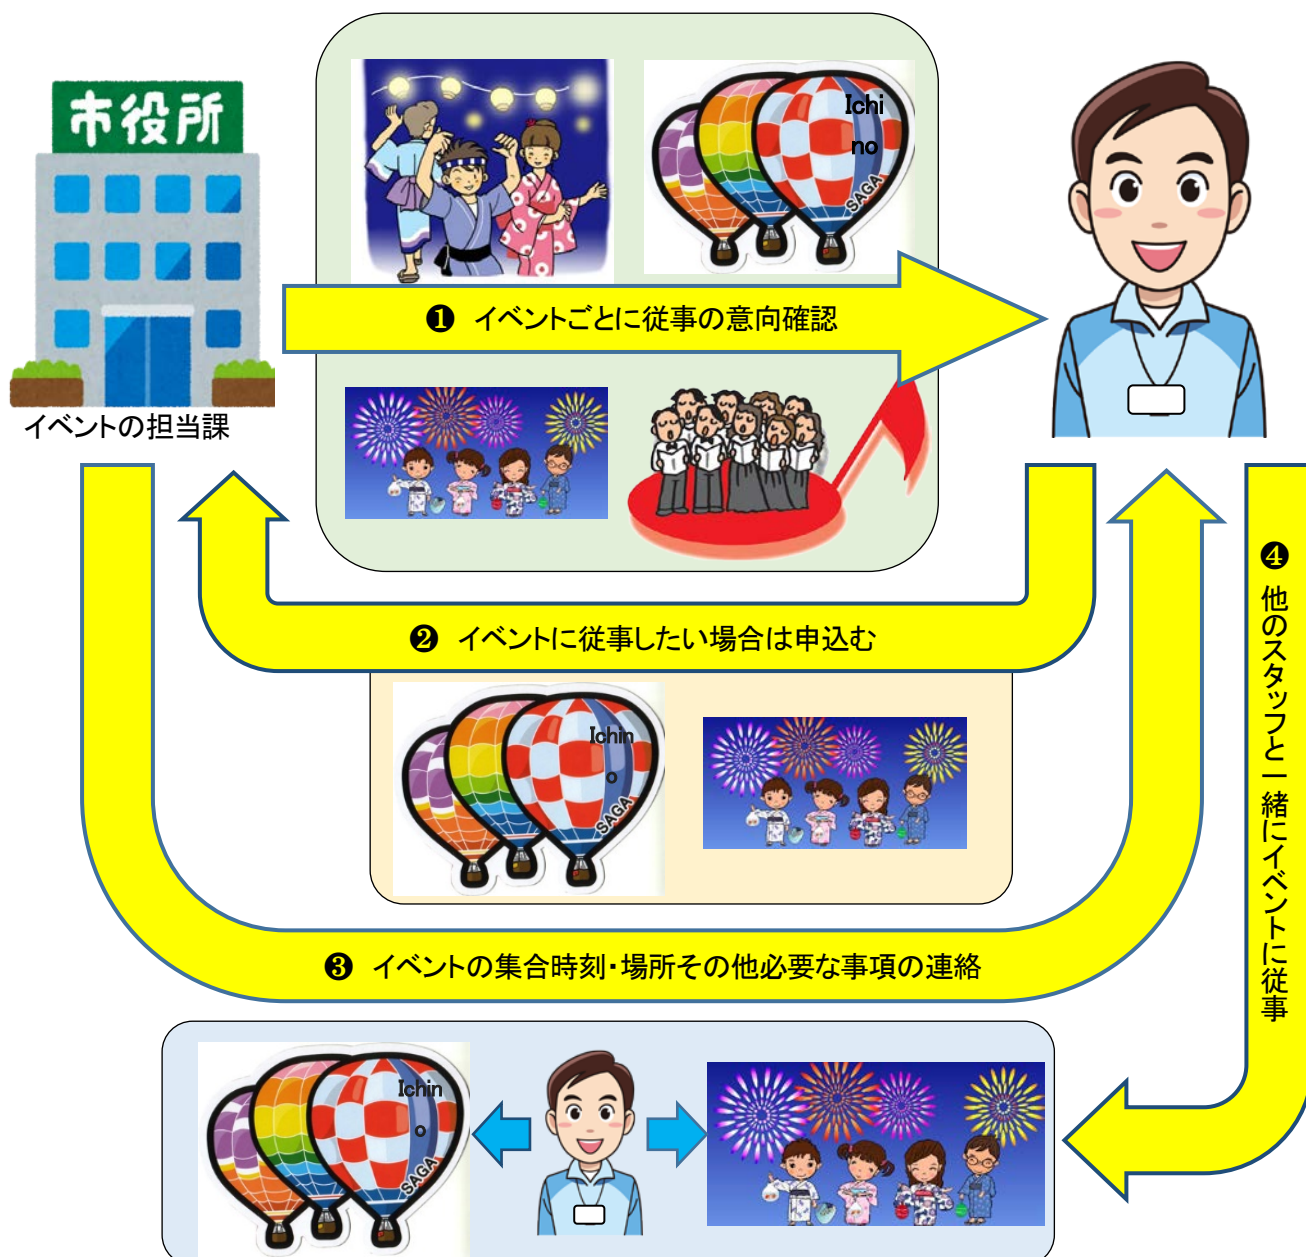 市役所
Ichi
no
SAGA
❶ イベントごとに従事の意向確認
イベントの担当課
❷ イベントに従事したい場合は申込む
Ichin
o
SAGA
❸ イベントの集合時刻・場所その他必要な事項の連絡
❹ 他のスタッフと一緒にイベントに従事
Ichin
o
SAGA